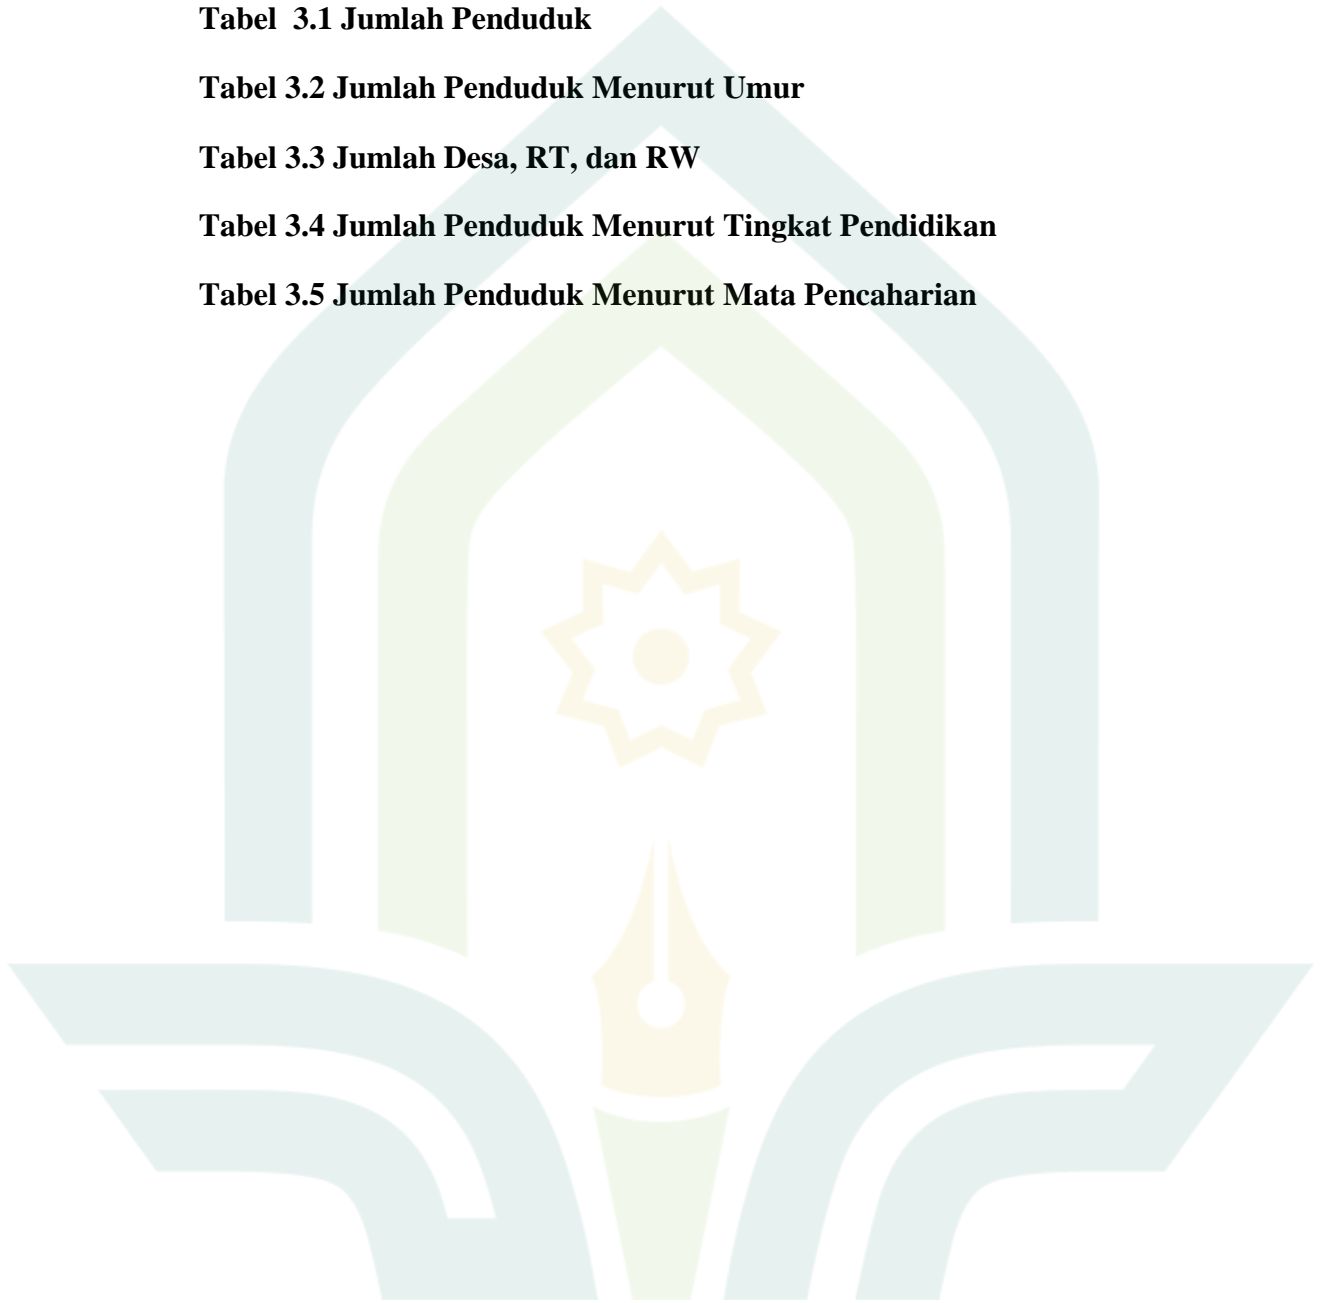 Tabel  3.1 Jumlah Penduduk
Tabel 3.2 Jumlah Penduduk Menurut Umur
Tabel 3.3 Jumlah Desa, RT, dan RW
Tabel 3.4 Jumlah Penduduk Menurut Tingkat Pendidikan
Tabel 3.5 Jumlah Penduduk Menurut Mata Pencaharian